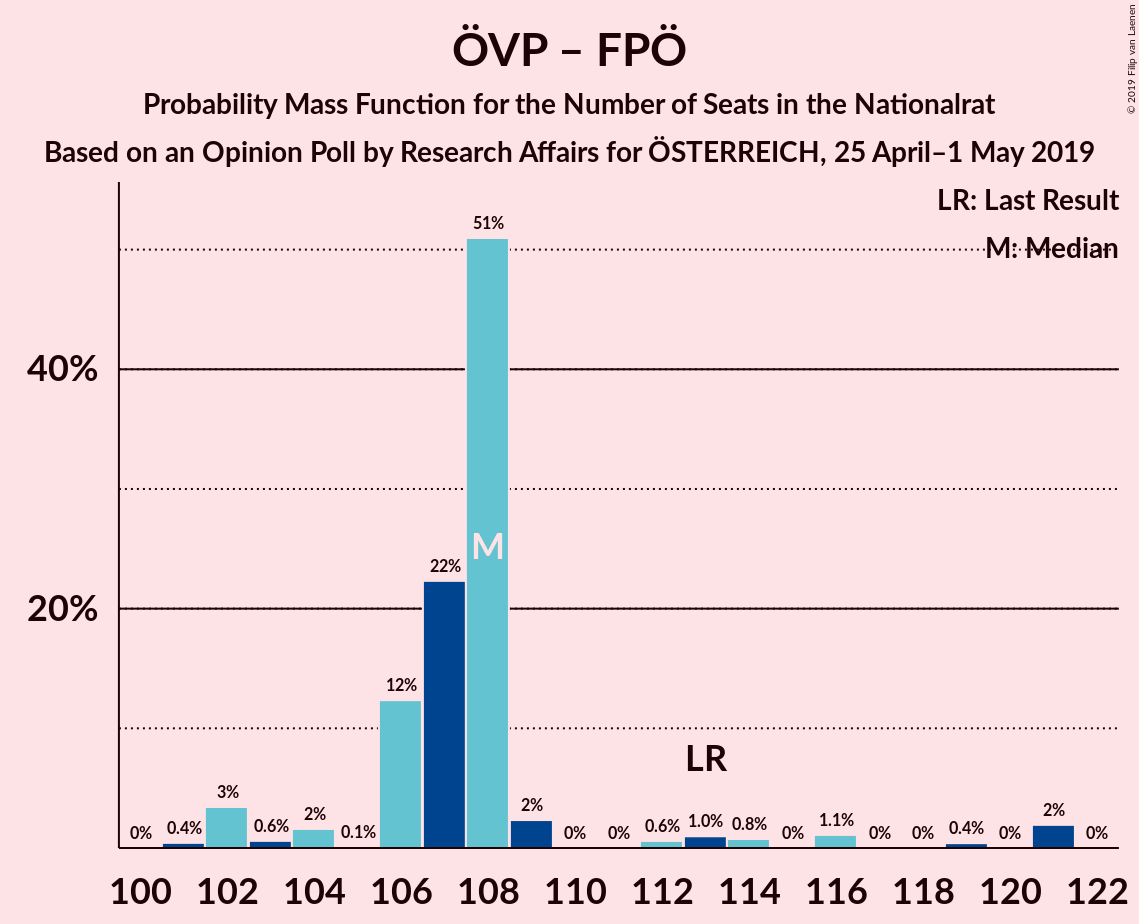 ÖVP – FPÖ
Probability Mass Function for the Number of Seats in the Nationalrat
Based on an Opinion Poll by Research Affairs for ÖSTERREICH, 25 April–1 May 2019
© 2019 Filip van Laenen
LR: Last Result
M: Median
51%
40%
M
22%
20%
12%
LR
3%
2%
2%
2%
0%
0.4%
0.6%
0.1%
0%
0%
0.6%
1.0%
0.8%
0%
1.1%
0%
0%
0.4%
0%
0%
100 102 104 106 108 110 112 114 116 118 120 122